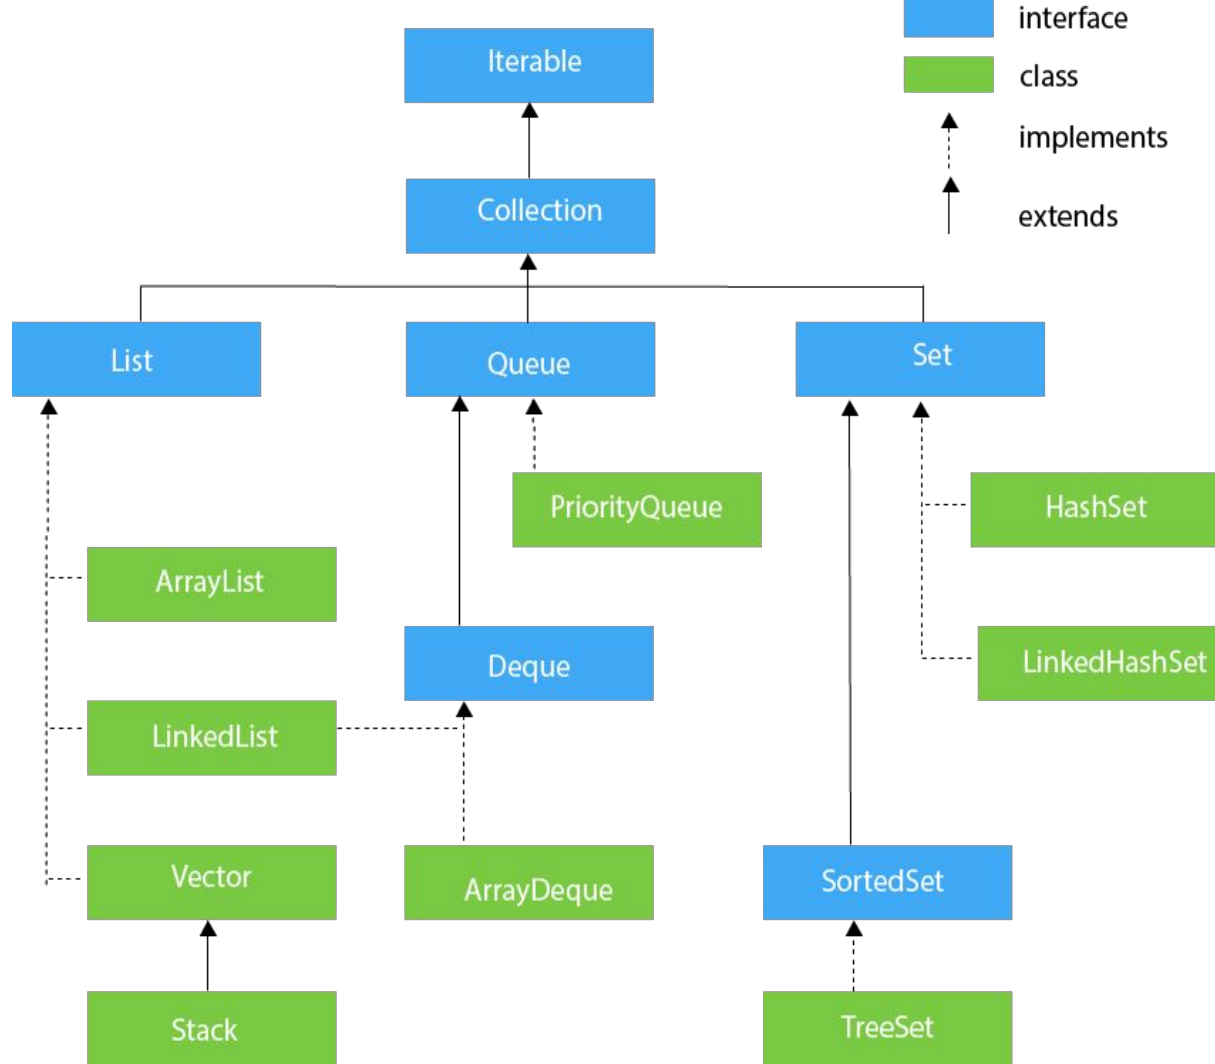 interface
Iterable
class
implements
Collection
extends
List
Queue
Set
PriorityQueue
HashSet
ArrayList
Deque
LinkedHashSet
LinkedList
Vector
ArrayDeque
SortedSet
Stack
TreeSet